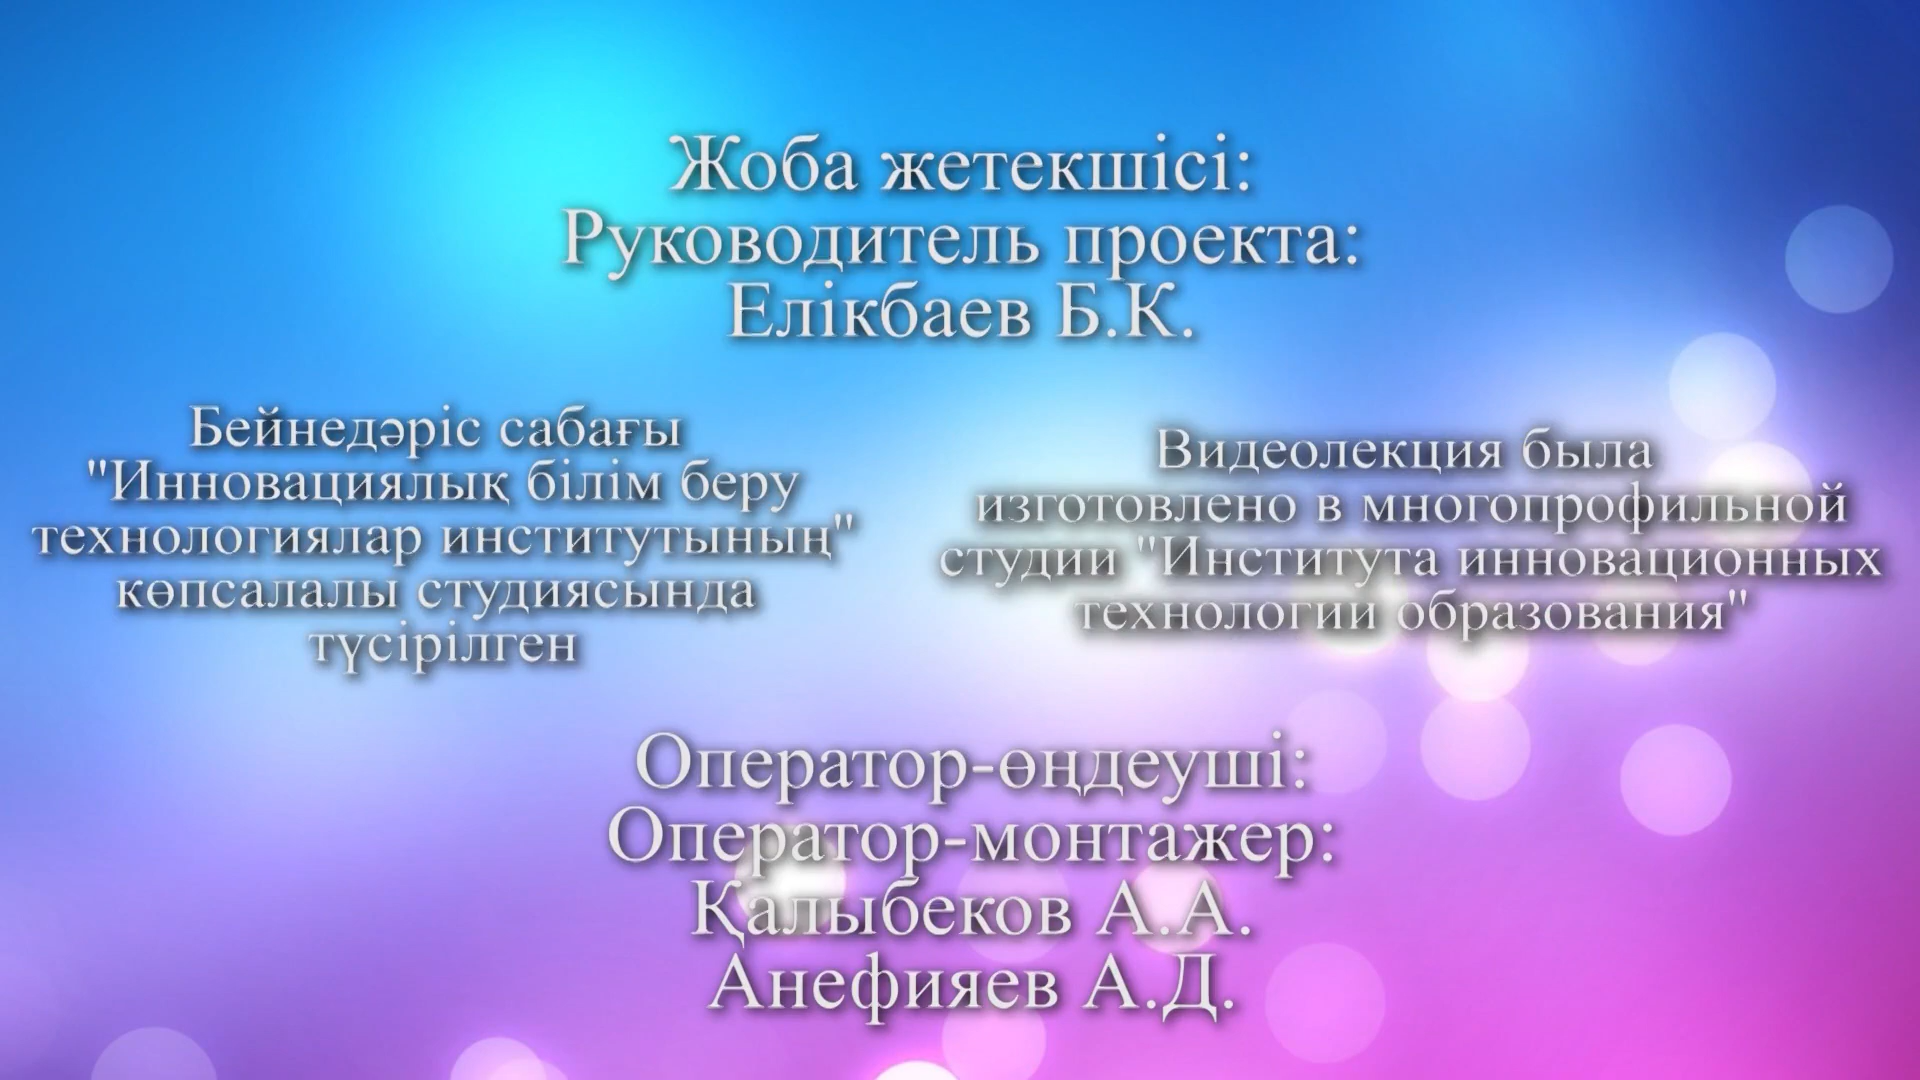 Жоба жетекшісі:
Руководитель проекта:
Елікбаев Б.К.
Бейнедәріс сабағы
"Инновациялық білім беру
технологиялар институтының"
көпсалалы студиясында
түсірілген
Видеолекция была
изготовлено в многопрофильной
студии "Института инновационных
технологии образования"
Оператор-өңдеуші:
Оператор-монтажер:
Қалыбеков А.А.
Анефияев А.Д.